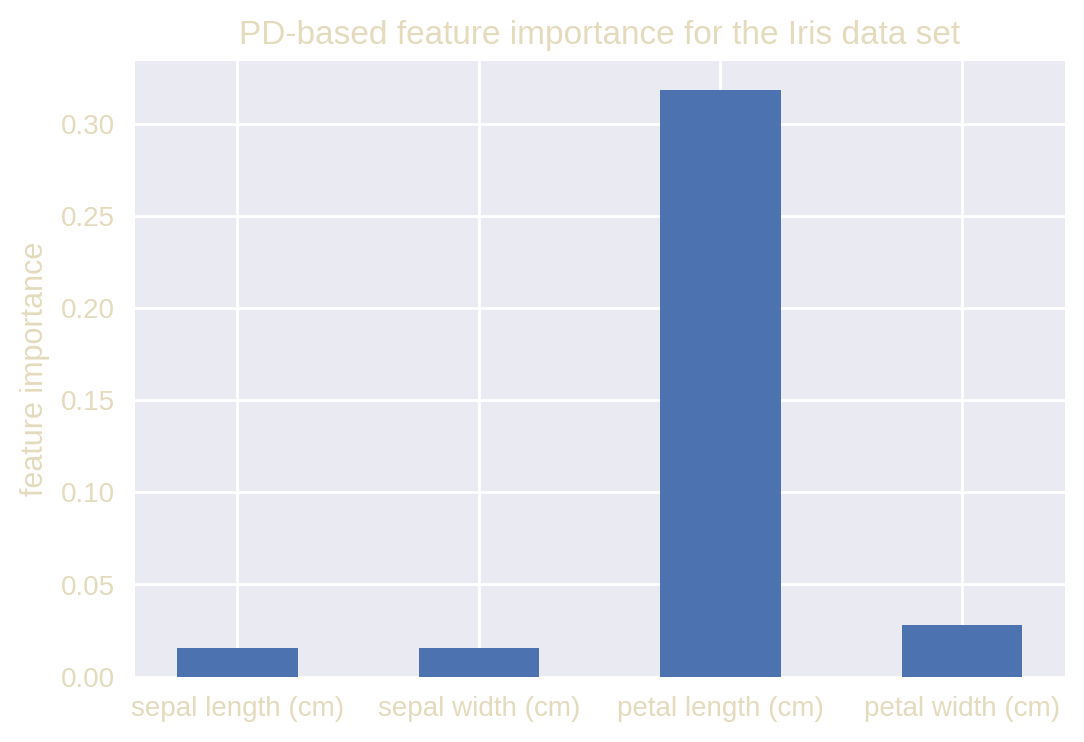 PD-based feature importance for the Iris data set
feature importance
0.30
0.25
0.20
0.15
0.10
0.05
0.00
sepal length (cm) sepal width (cm) petal length (cm) petal width (cm)